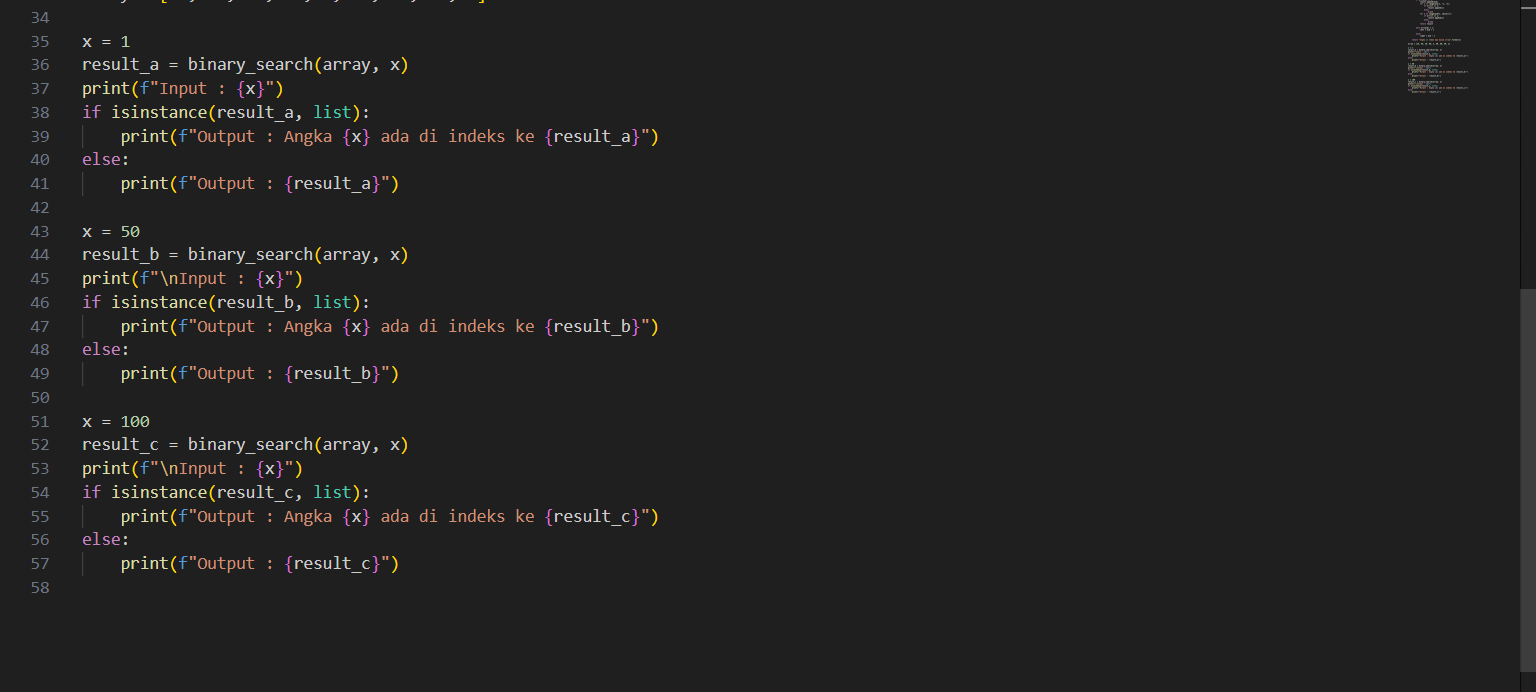 34
35 x = 1
36 result_a = binary_search(array, x)
37 print(f"Input : {x}")
38 if isinstance(result_a, list):
39     print(f"Output : Angka {x} ada di indeks ke {result_a}")
40 else:
41     print(f"Output : {result_a}")
42
43 x = 50
44 result_b = binary_search(array, x)
45 print(f"\nInput : {x}")
46 if isinstance(result_b, list):
47     print(f"Output : Angka {x} ada di indeks ke {result_b}")
48 else:
49     print(f"Output : {result_b}")
50
51 x = 100
52 result_c = binary_search(array, x)
53 print(f"\nInput : {x}")
54 if isinstance(result_c, list):
55     print(f"Output : Angka {x} ada di indeks ke {result_c}")
56 else:
57     print(f"Output : {result_c}")
58